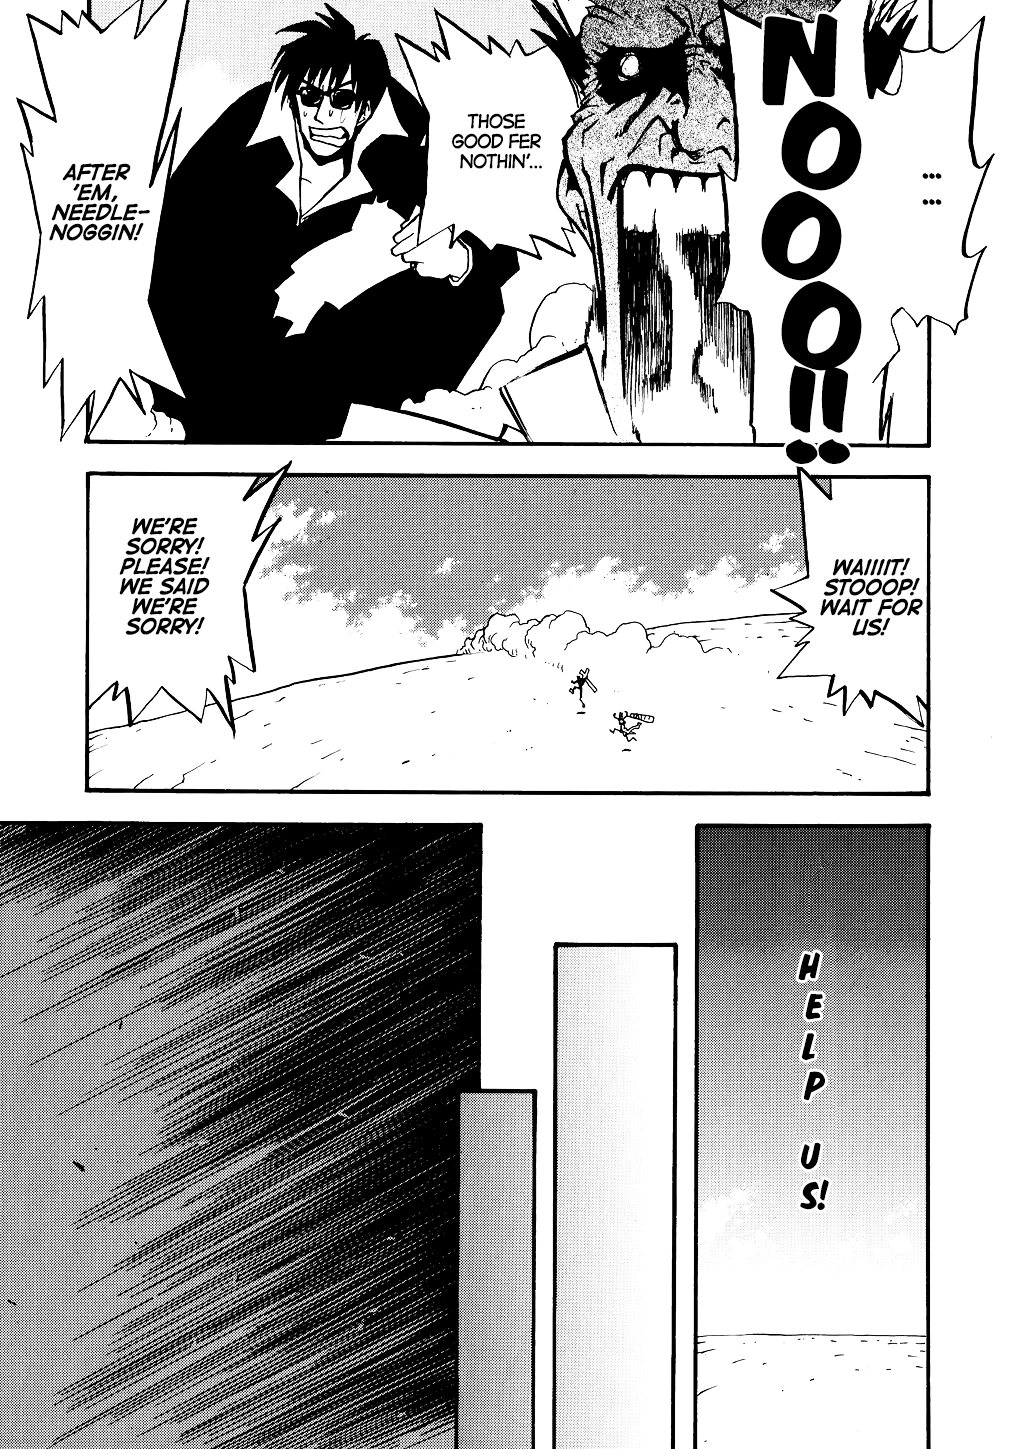 ...
...
NOOO!!
THOSE
GOOD FER
NOTHIN'...
AFTER
'EM,
NEEDLE-
NOGGIN!
WAIIIIT!
STOOOP!
WAIT FOR
US!
WE'RE
SORRY!
PLEASE!
WE SAID
WE'RE
SORRY!
HELP US!